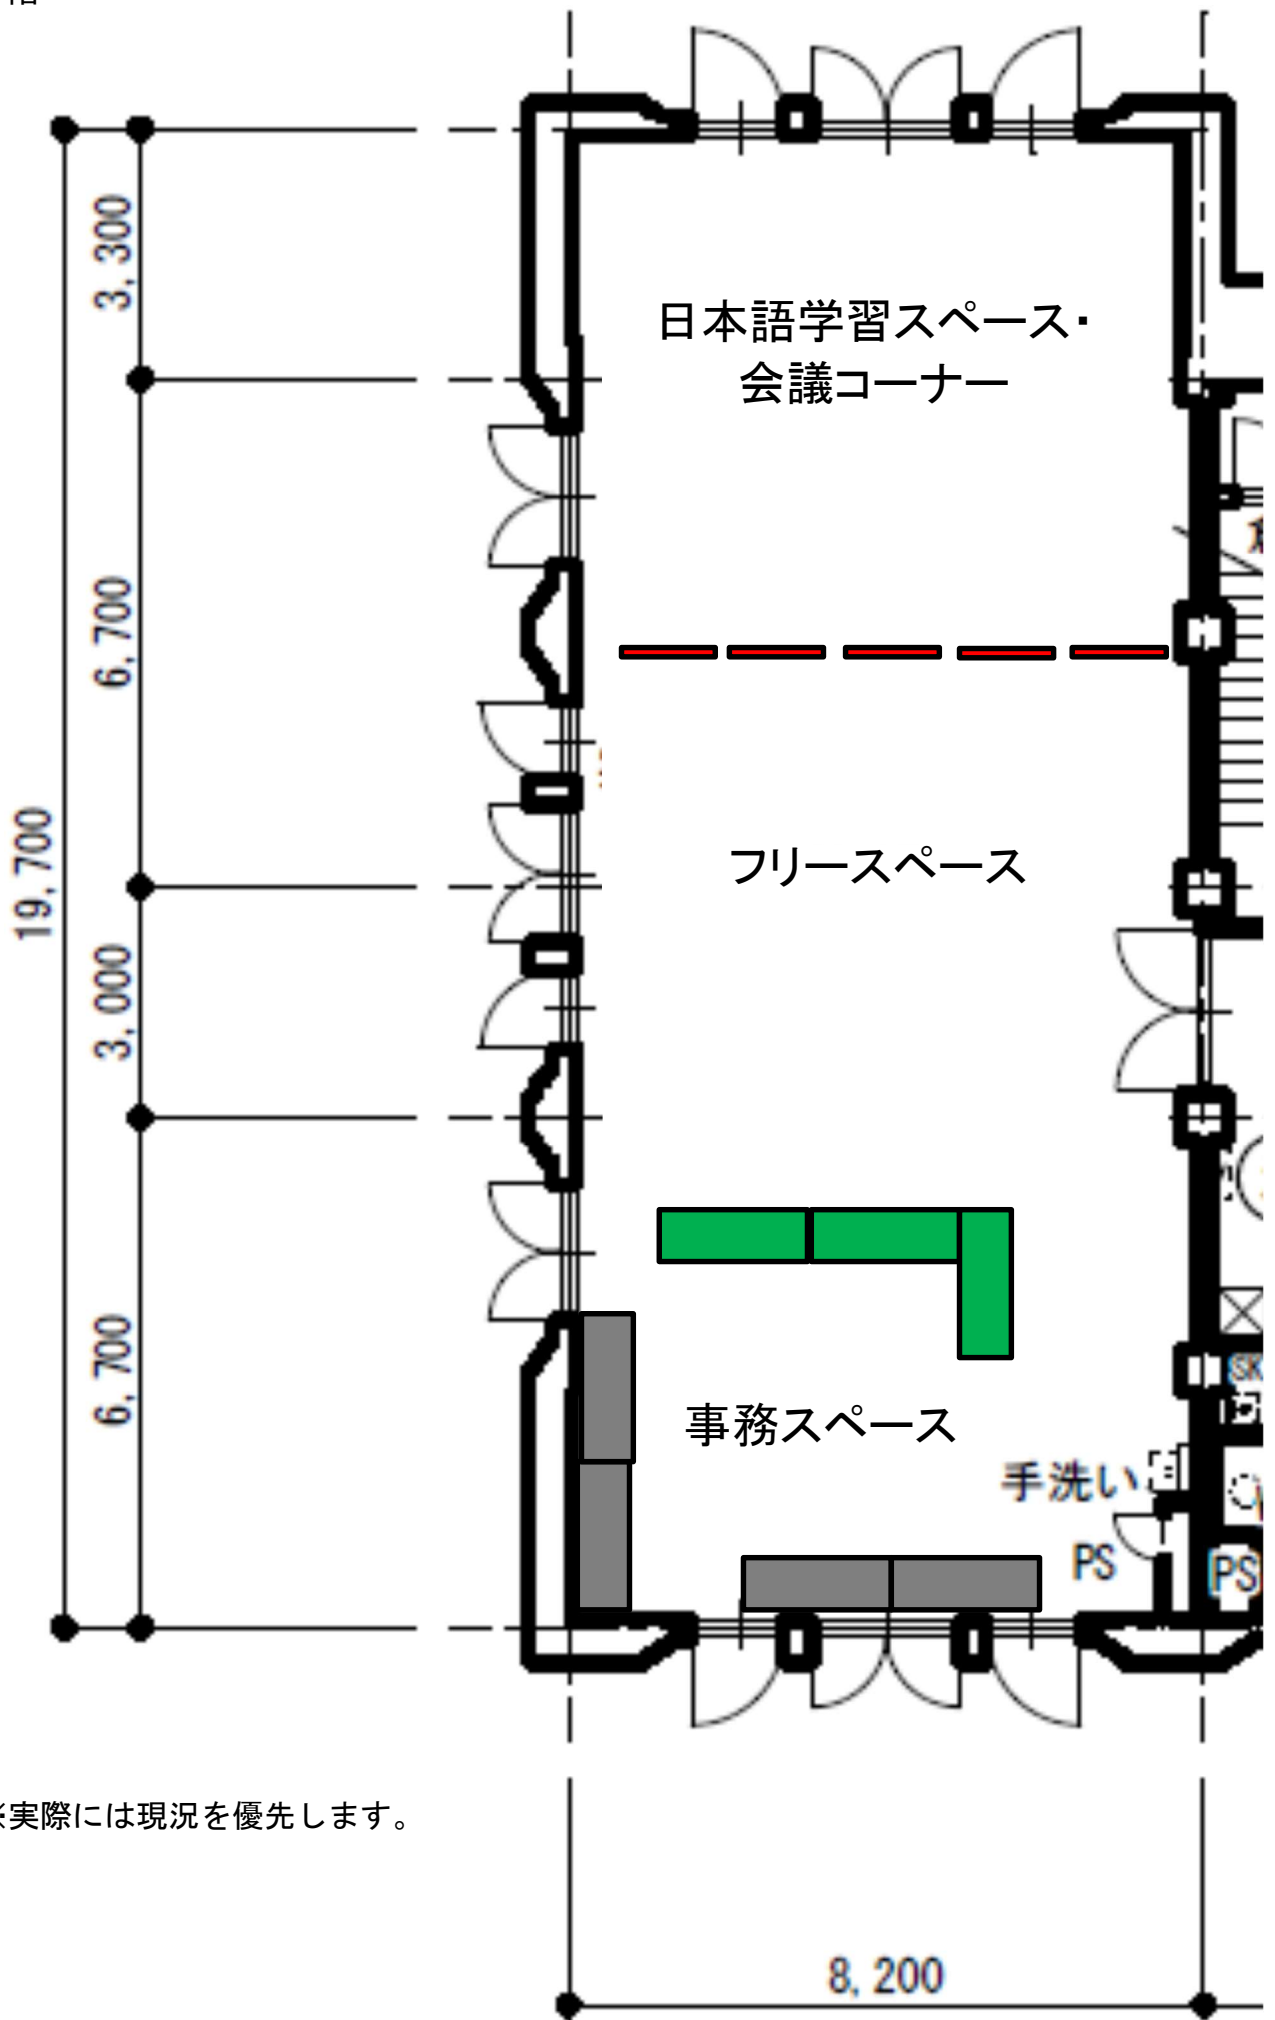 3,300
日本語学習スペース・
会議コーナー
6,700
19,700
フリースペース
3,000
6,700
事務スペース
SK
手洗い
PS
PS
※実際には現況を優先します。
8,200